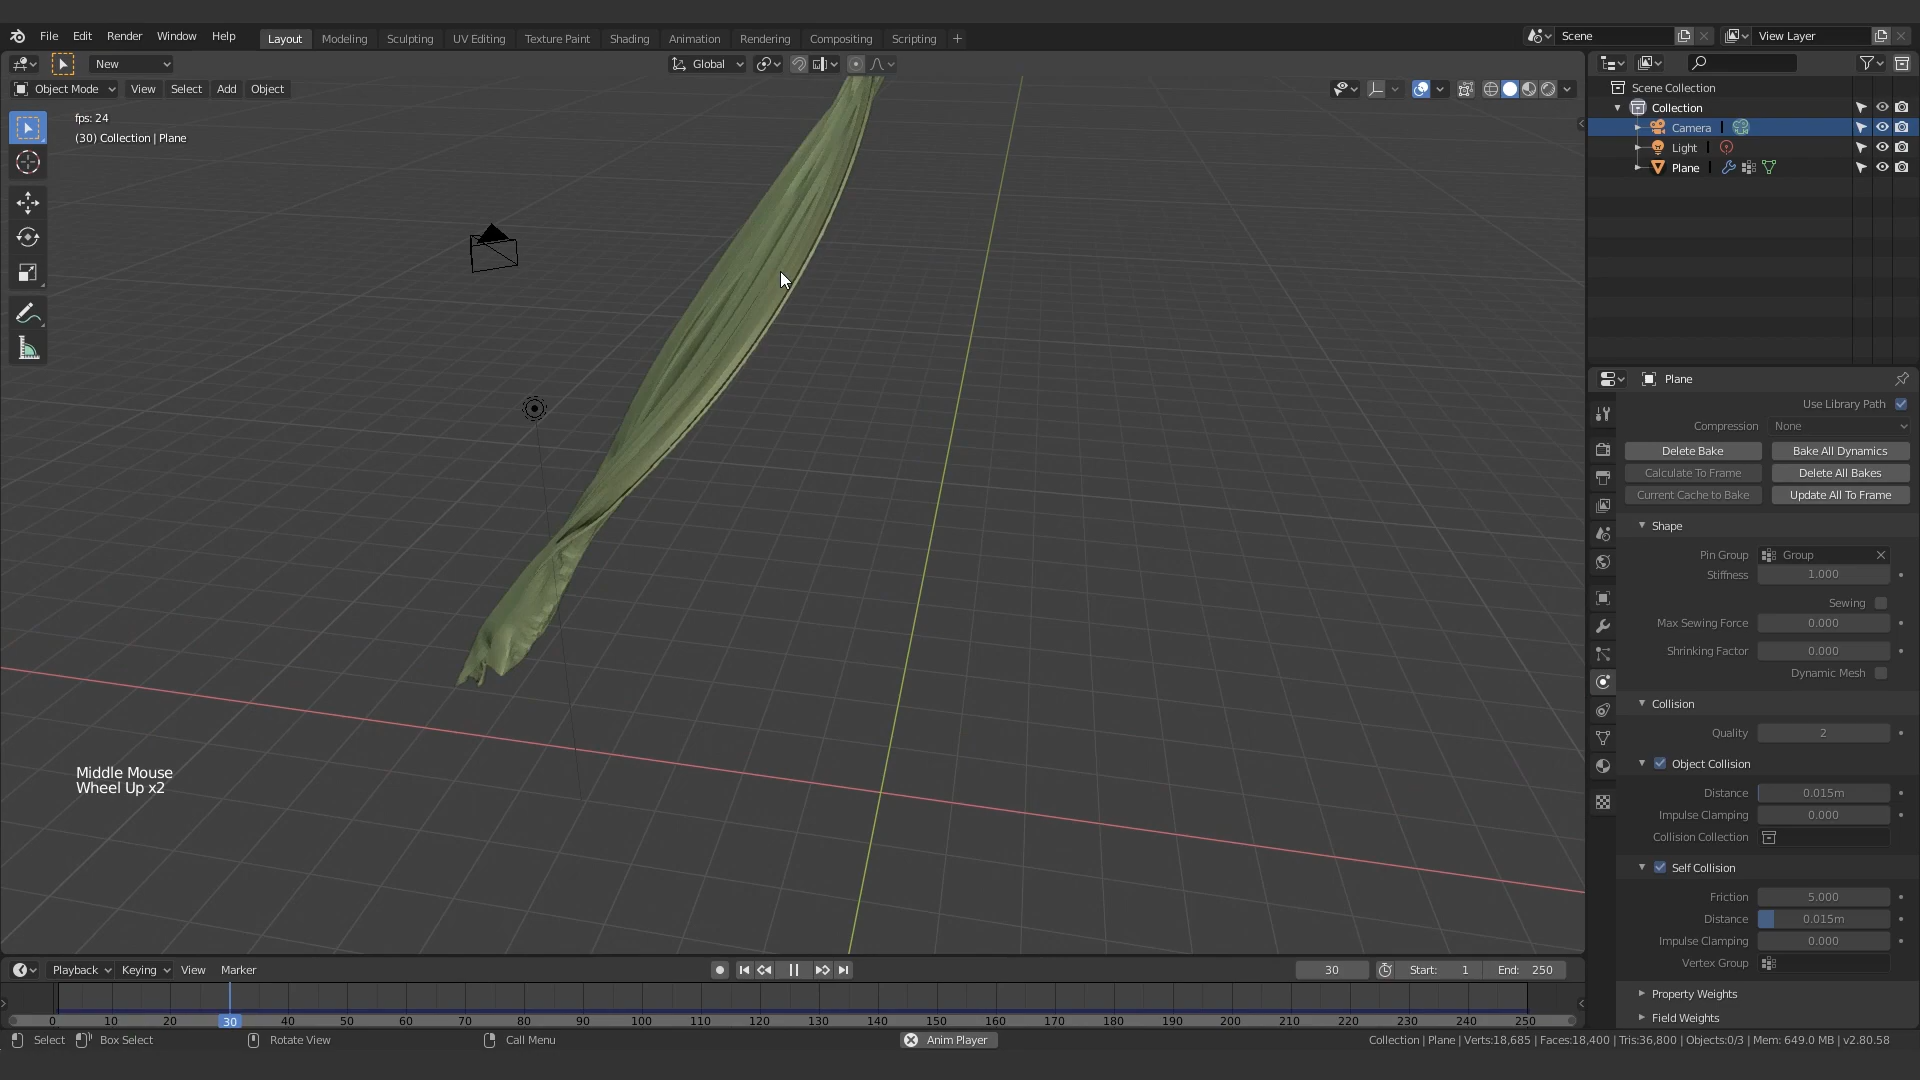 File Edit Render Window Help Layout Modeling Sculpting UV Editing Texture Paint Shading Animation Rendering Compositing Scripting + Scene View Layer
New Global
Object Mode View Select Add Object
fps: 24
(30) Collection | Plane
Middle Mouse
Wheel Up x2
Scene Collection
Collection
Camera
Light
Plane
Plane
Use Library Path
Compression None
Delete Bake Bake All Dynamics
Calculate To Frame Delete All Bakes
Current Cache to Bake Update All To Frame
Shape
Pin Group Group
Stiffness 1.000
Sewing
Max Sewing Force 0.000
Shrinking Factor 0.000
Dynamic Mesh
Collision
Quality 2
Object Collision
Distance 0.015m
Impulse Clamping 0.000
Collision Collection
Self Collision
Friction 5.000
Distance 0.015m
Impulse Clamping 0.000
Vertex Group
Property Weights
Field Weights
Playback Keying View Marker 30 Start: 1 End: 250
0 10 20 30 40 50 60 70 80 90 100 110 120 130 140 150 160 170 180 190 200 210 220 230 240 250
Select Box Select Rotate View Call Menu Anim Player Collection | Plane | Verts:18,685 | Faces:18,400 | Tris:36,800 | Objects:0/3 | Mem: 649.0 MB | v2.80.58